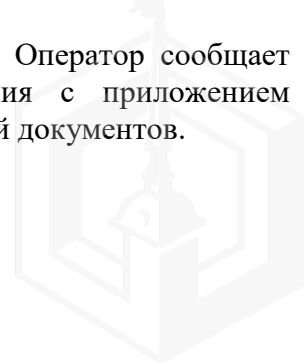 Оператор сообщает
ия с приложением
й документов.